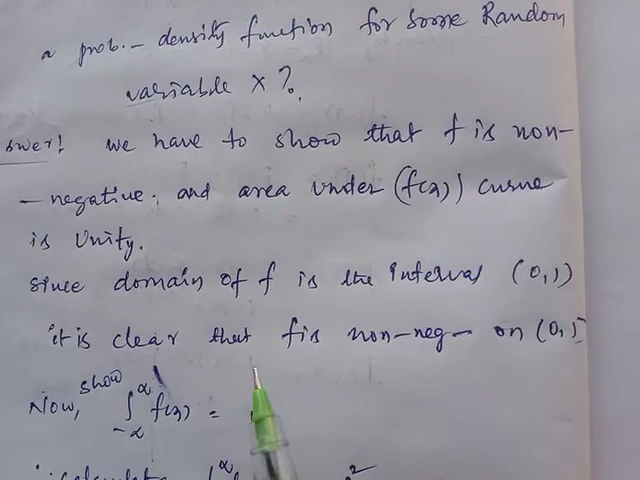 a prob.- density function for some Random
variable X ?.
swer! we have to show that f is non-
- negative. and area under (f(x)) curve
is Unity.
since domain of f is the interval (0,1)
it is clear that f is non-neg- on (0,1
Now, show ∫ f(x) =
-∞ ∞
∴ calculate